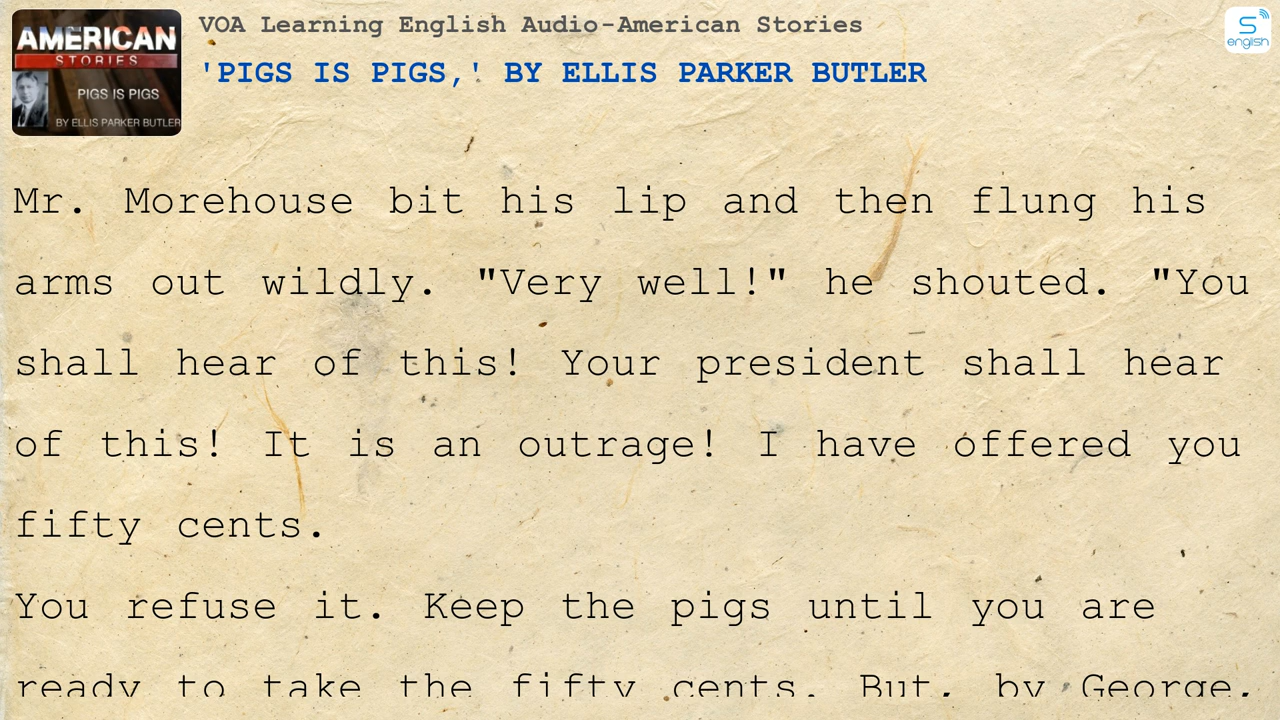 AMERICAN
STORIES
PIGS IS PIGS
BY ELLIS PARKER BUTLER
VOA Learning English Audio-American Stories
'PIGS IS PIGS,' BY ELLIS PARKER BUTLER
S
english
Mr. Morehouse bit his lip and then flung his
arms out wildly. "Very well!" he shouted. "You
shall hear of this! Your president shall hear
of this! It is an outrage! I have offered you
fifty cents.
You refuse it. Keep the pigs until you are
ready to take the fifty cents. But, by George,